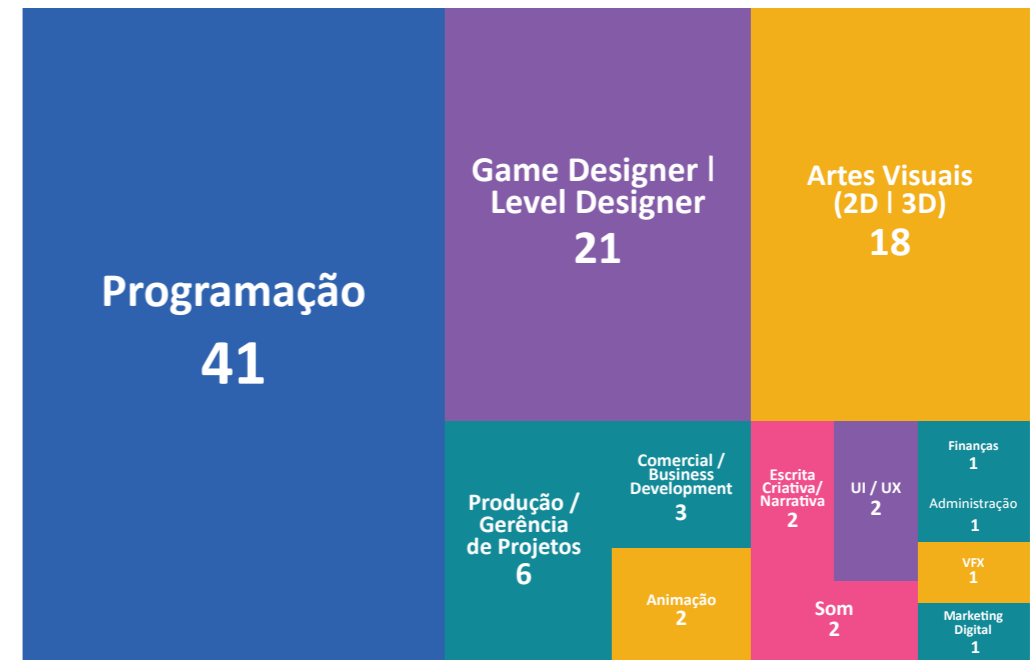 Programação
41
Game Designer |
Level Designer
21
Artes Visuais
(2D | 3D)
18
Produção /
Gerência
de Projetos
6
Comercial /
Business
Development
3
Animação
2
Escrita
Criativa/
Narrativa
2
UI / UX
2
Som
2
Finanças
1
Administração
1
VFX
1
Marketing
Digital
1